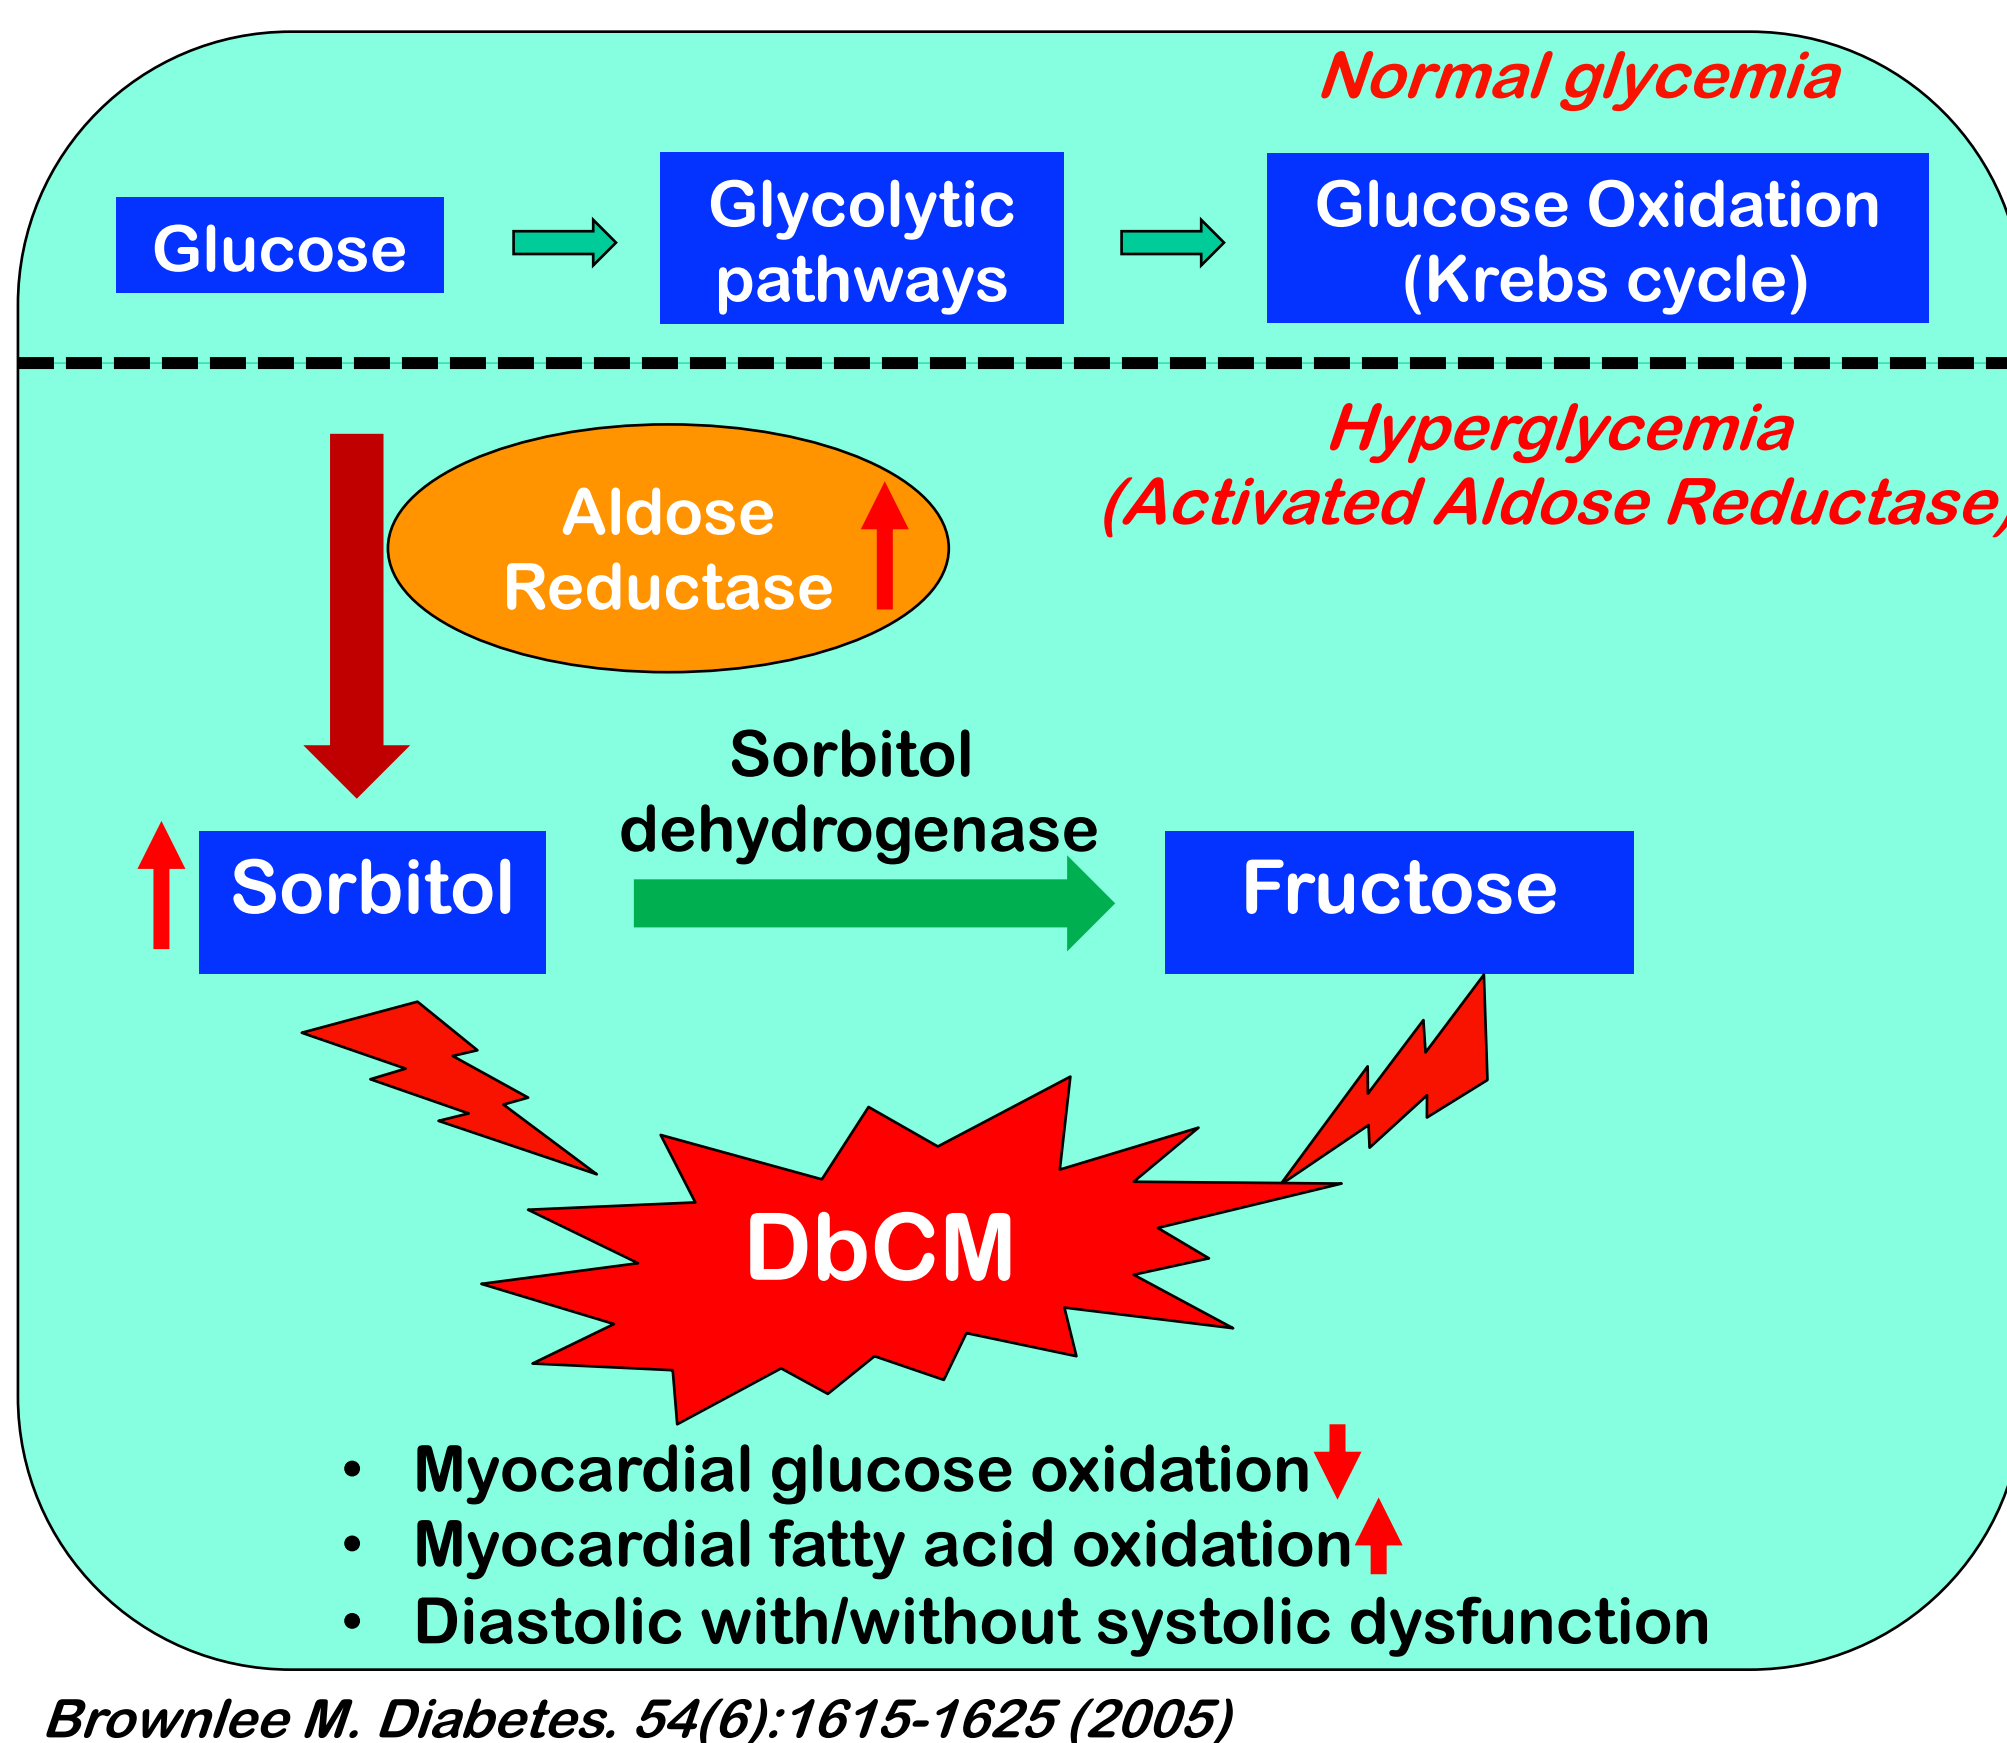 Normal glycemia
Glucose
Glycolytic
pathways
Glucose Oxidation
(Krebs cycle)
Hyperglycemia
(Activated Aldose Reductase)
Aldose
Reductase
Sorbitol
dehydrogenase
Sorbitol
Fructose
DbCM
• Myocardial glucose oxidation
• Myocardial fatty acid oxidation
• Diastolic with/without systolic dysfunction
Brownlee M. Diabetes. 54(6):1615-1625 (2005)